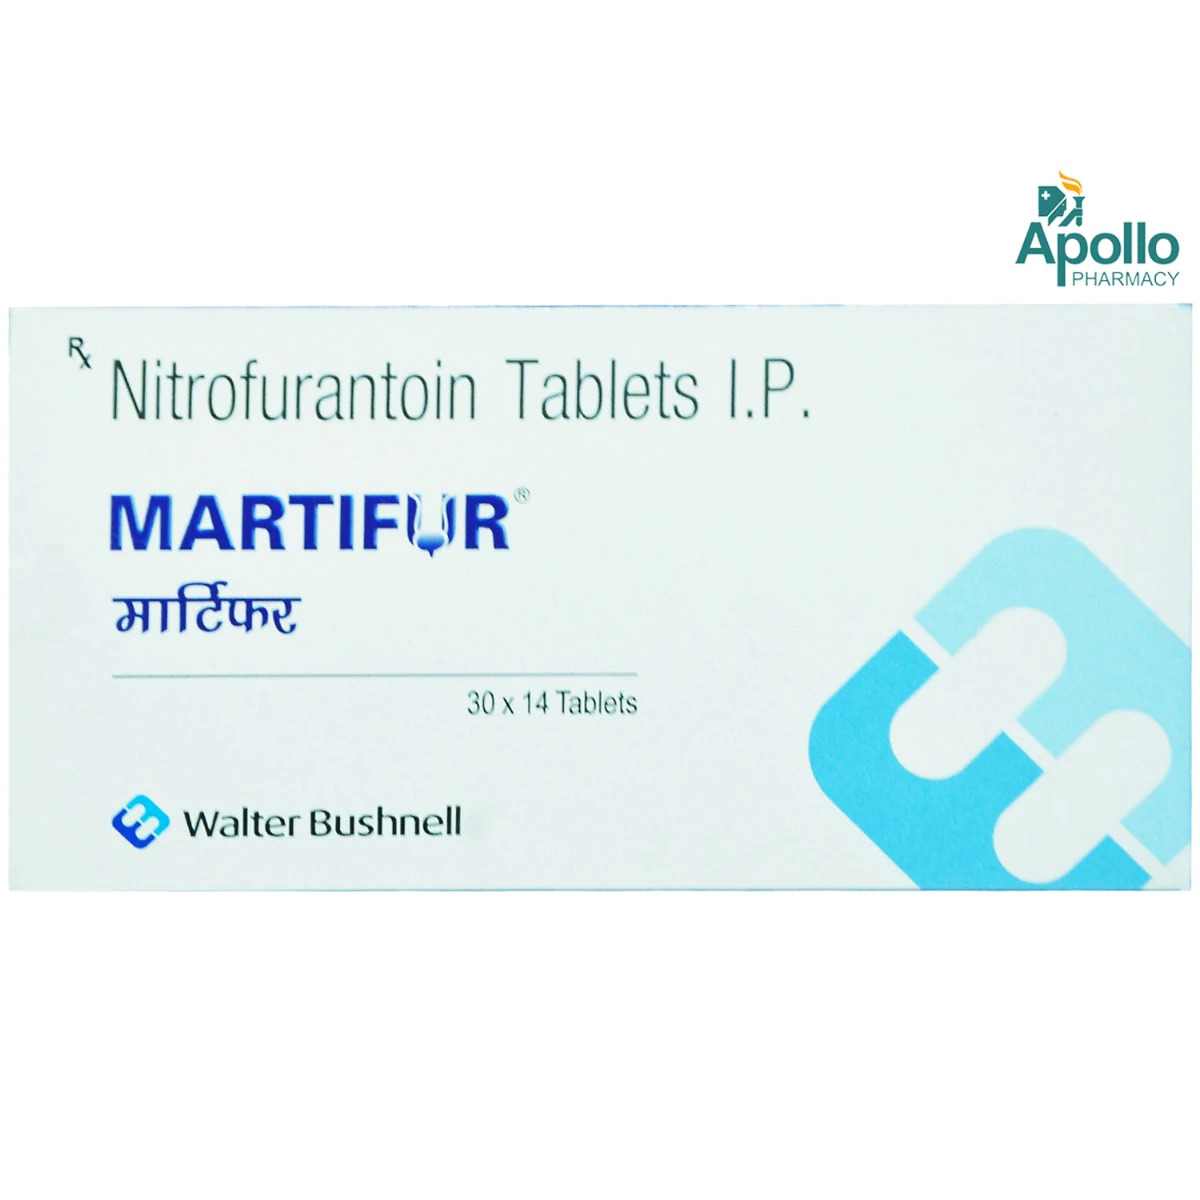 Apollo
PHARMACY
Rx Nitrofurantoin Tablets I.P.
MARTIFUR®
मार्टिफर
30 x 14 Tablets
Walter Bushnell